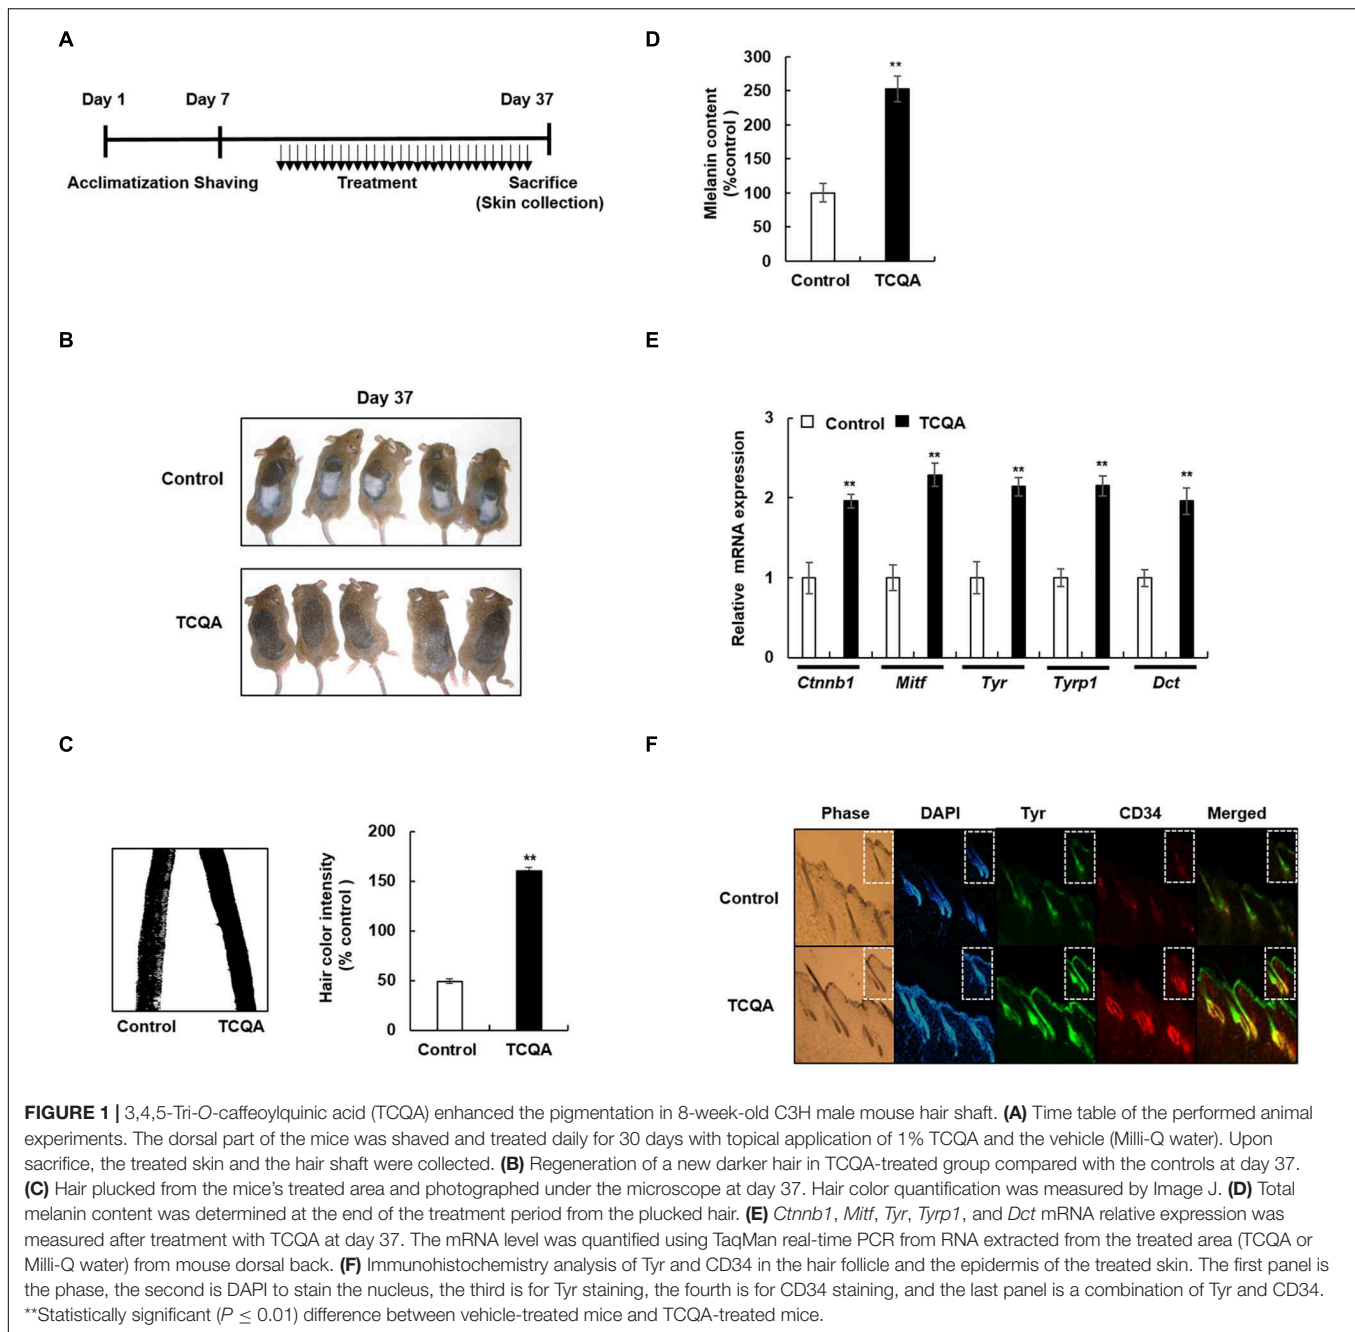 A
Day 1
Day 7
Day 37
Acclimatization Shaving
Treatment
Sacrifice
(Skin collection)
B
Day 37
Control
TCQA
C
Control
TCQA
Hair color intensity
(% control )
200
150
100
50
0
Control
TCQA
**
D
Mlelanin content
(%control )
300
250
200
150
100
50
0
Control
TCQA
**
E
Relative mRNA expression
3
2
1
0
Control
TCQA
**
**
**
**
**
Ctnnb1
Mitf
Tyr
Tyrp1
Dct
F
Phase
DAPI
Tyr
CD34
Merged
Control
TCQA
FIGURE 1 | 3,4,5-Tri-O-caffeoylquinic acid (TCQA) enhanced the pigmentation in 8-week-old C3H male mouse hair shaft. (A) Time table of the performed animal
experiments. The dorsal part of the mice was shaved and treated daily for 30 days with topical application of 1% TCQA and the vehicle (Milli-Q water). Upon
sacrifice, the treated skin and the hair shaft were collected. (B) Regeneration of a new darker hair in TCQA-treated group compared with the controls at day 37.
(C) Hair plucked from the mice's treated area and photographed under the microscope at day 37. Hair color quantification was measured by Image J. (D) Total
melanin content was determined at the end of the treatment period from the plucked hair. (E) Ctnnb1, Mitf, Tyr, Tyrp1, and Dct mRNA relative expression was
measured after treatment with TCQA at day 37. The mRNA level was quantified using TaqMan real-time PCR from RNA extracted from the treated area (TCQA or
Milli-Q water) from mouse dorsal back. (F) Immunohistochemistry analysis of Tyr and CD34 in the hair follicle and the epidermis of the treated skin. The first panel is
the phase, the second is DAPI to stain the nucleus, the third is for Tyr staining, the fourth is for CD34 staining, and the last panel is a combination of Tyr and CD34.
**Statistically significant (P ≤ 0.01) difference between vehicle-treated mice and TCQA-treated mice.